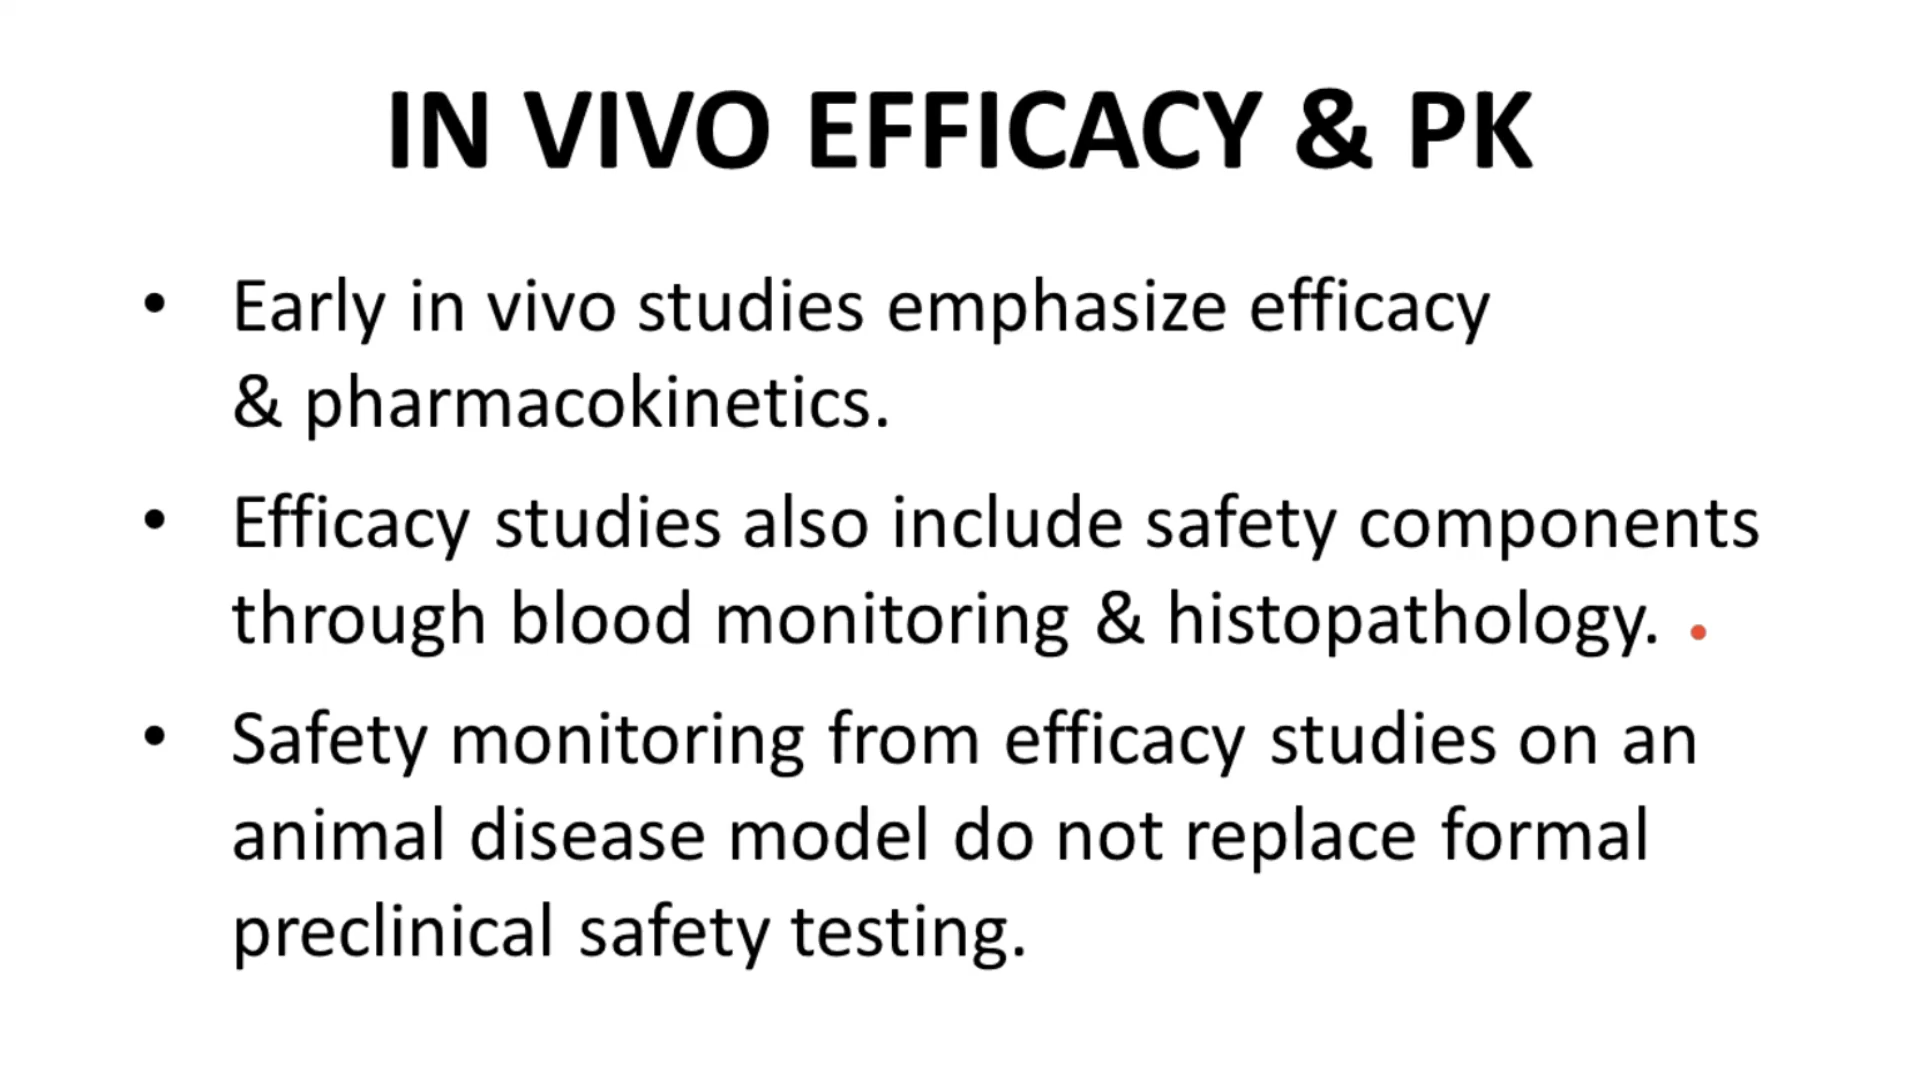 IN VIVO EFFICACY & PK
• Early in vivo studies emphasize efficacy
& pharmacokinetics.
• Efficacy studies also include safety components
through blood monitoring & histopathology.
• Safety monitoring from efficacy studies on an
animal disease model do not replace formal
preclinical safety testing.